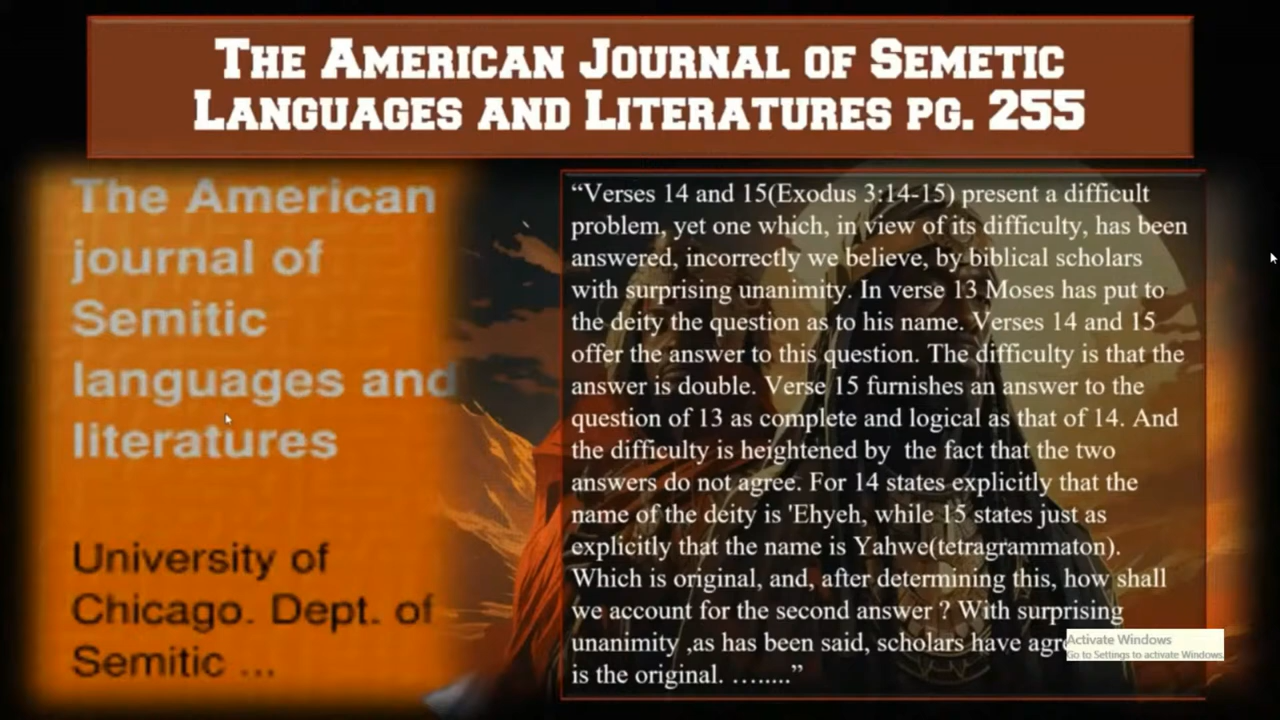 THE AMERICAN JOURNAL OF SEMETIC
LANGUAGES AND LITERATURES PG. 255
The American
journal of
Semitic
languages and
literatures
University of
Chicago. Dept. of
Semitic ...
“Verses 14 and 15(Exodus 3:14-15) present a difficult
problem, yet one which, in view of its difficulty, has been
answered, incorrectly we believe, by biblical scholars
with surprising unanimity. In verse 13 Moses has put to
the deity the question as to his name. Verses 14 and 15
offer the answer to this question. The difficulty is that the
answer is double. Verse 15 furnishes an answer to the
question of 13 as complete and logical as that of 14. And
the difficulty is heightened by the fact that the two
answers do not agree. For 14 states explicitly that the
name of the deity is 'Ehyeh, while 15 states just as
explicitly that the name is Yahwe(tetragrammaton).
Which is original, and, after determining this, how shall
we account for the second answer ? With surprising
unanimity ,as has been said, scholars have
is the original. ….....”
Activate Windows
Go to Settings to activate Windows.